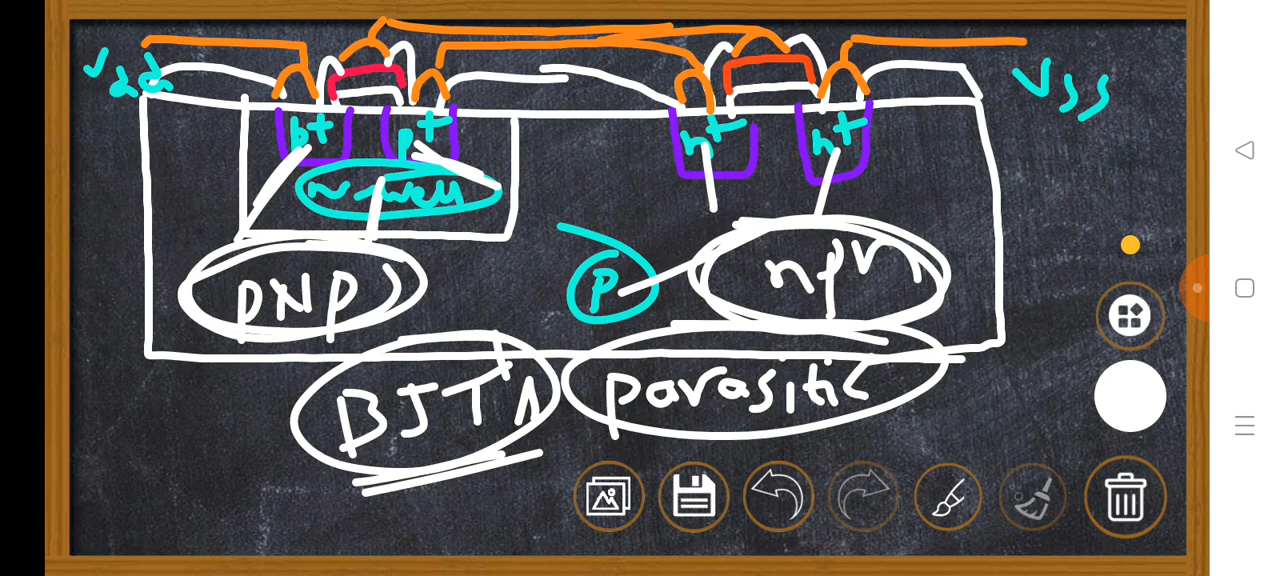 Vdd
Vss
p+ p+ n+ n+
n-well
PNP
P
npn
BJT
parasitic